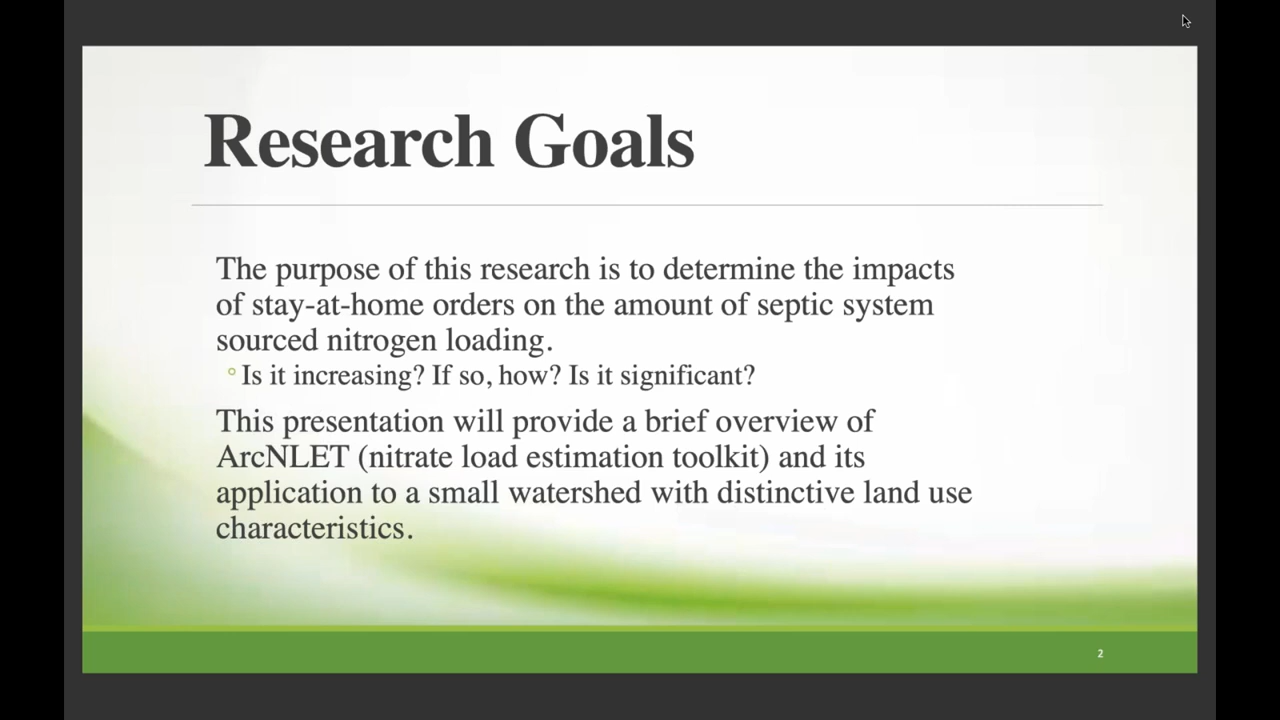 Research Goals
The purpose of this research is to determine the impacts
of stay-at-home orders on the amount of septic system
sourced nitrogen loading.
° Is it increasing? If so, how? Is it significant?
This presentation will provide a brief overview of
ArcNLET (nitrate load estimation toolkit) and its
application to a small watershed with distinctive land use
characteristics.
2